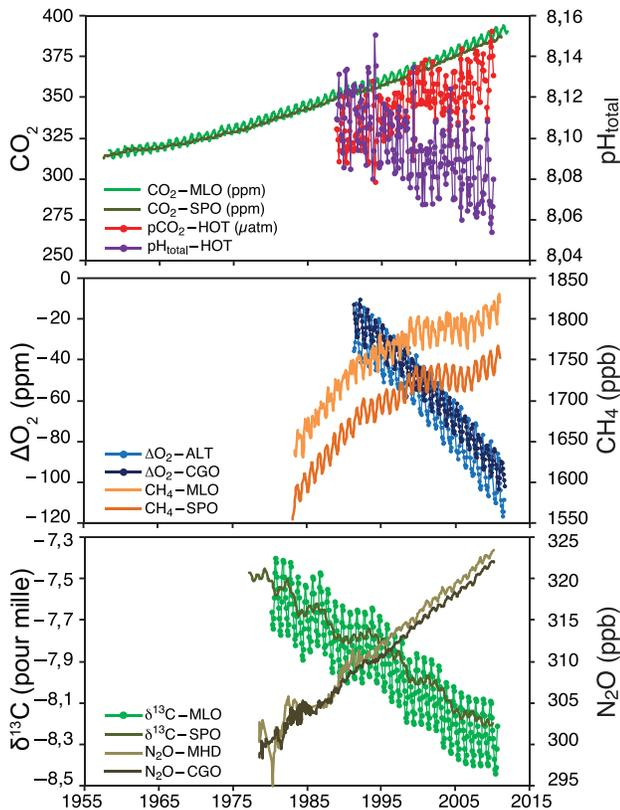 400
375
350
325
300
275
250
CO₂
8,16
8,14
8,12
8,10
8,08
8,06
8,04
pHtotal
CO₂–MLO (ppm)
CO₂–SPO (ppm)
pCO₂–HOT (µatm)
pHtotal–HOT
0
–20
–40
–60
–80
–100
–120
ΔO₂ (ppm)
1850
1800
1750
1700
1650
1600
1550
CH₄ (ppb)
ΔO₂–ALT
ΔO₂–CGO
CH₄–MLO
CH₄–SPO
–7,3
–7,5
–7,7
–7,9
–8,1
–8,3
–8,5
δ¹³C (pour mille)
325
320
315
310
305
300
295
N₂O (ppb)
δ¹³C–MLO
δ¹³C–SPO
N₂O–MHD
N₂O–CGO
1955 1965 1975 1985 1995 2005 2015